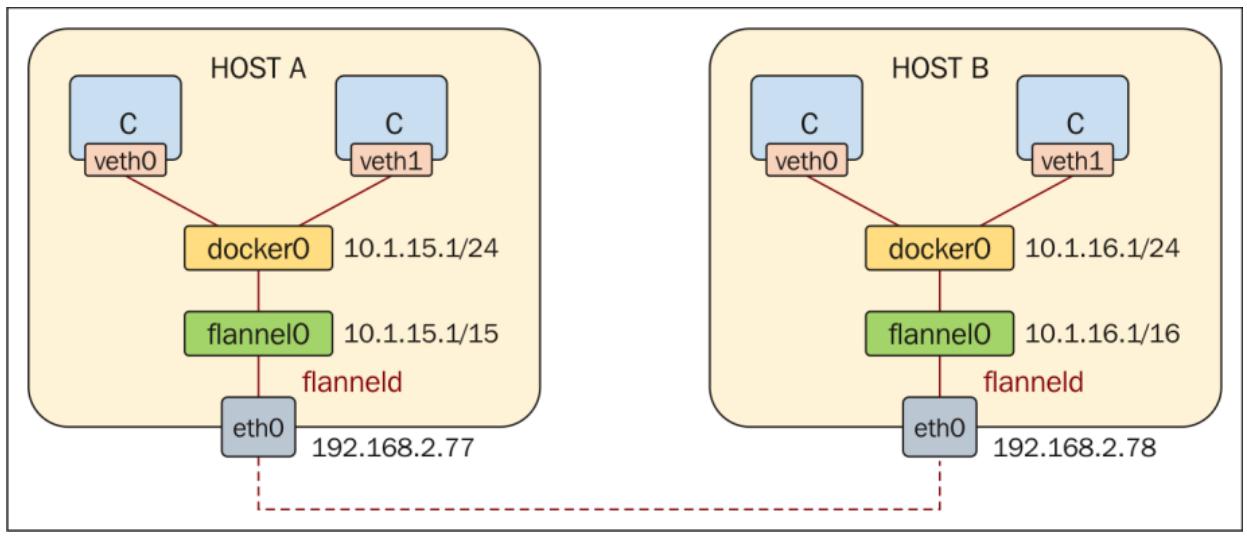 HOST A
C
veth0
C
veth1
docker0 10.1.15.1/24
flannel0 10.1.15.1/15
flanneld
eth0
192.168.2.77
HOST B
C
veth0
C
veth1
docker0 10.1.16.1/24
flannel0 10.1.16.1/16
flanneld
eth0
192.168.2.78